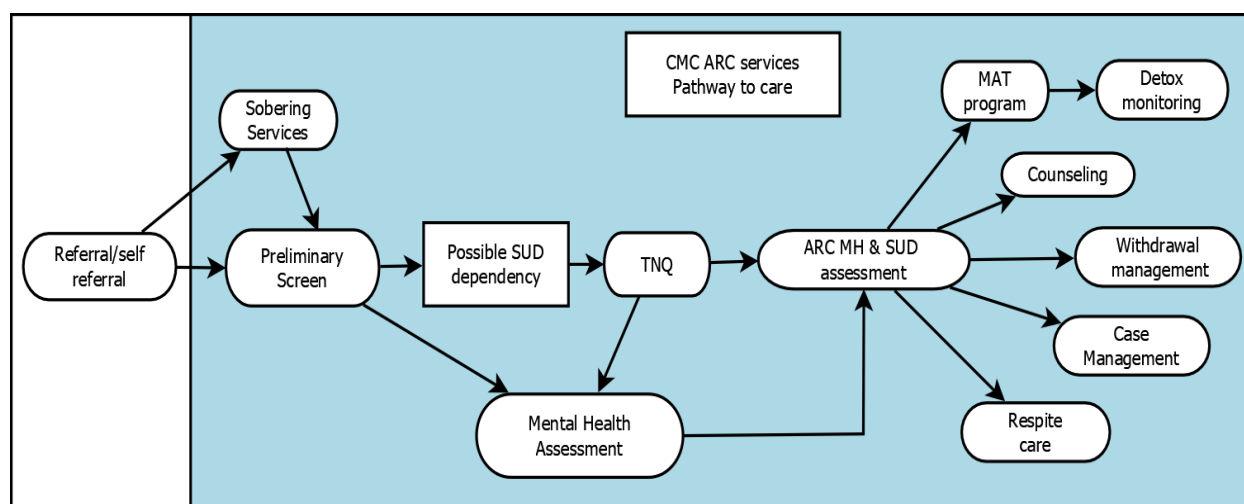 CMC ARC services
Pathway to care
MAT
program
Detox
monitoring
Sobering
Services
Counseling
Referral/self
referral
Preliminary
Screen
Possible SUD
dependency
TNQ
ARC MH & SUD
assessment
Withdrawal
management
Case
Management
Mental Health
Assessment
Respite
care